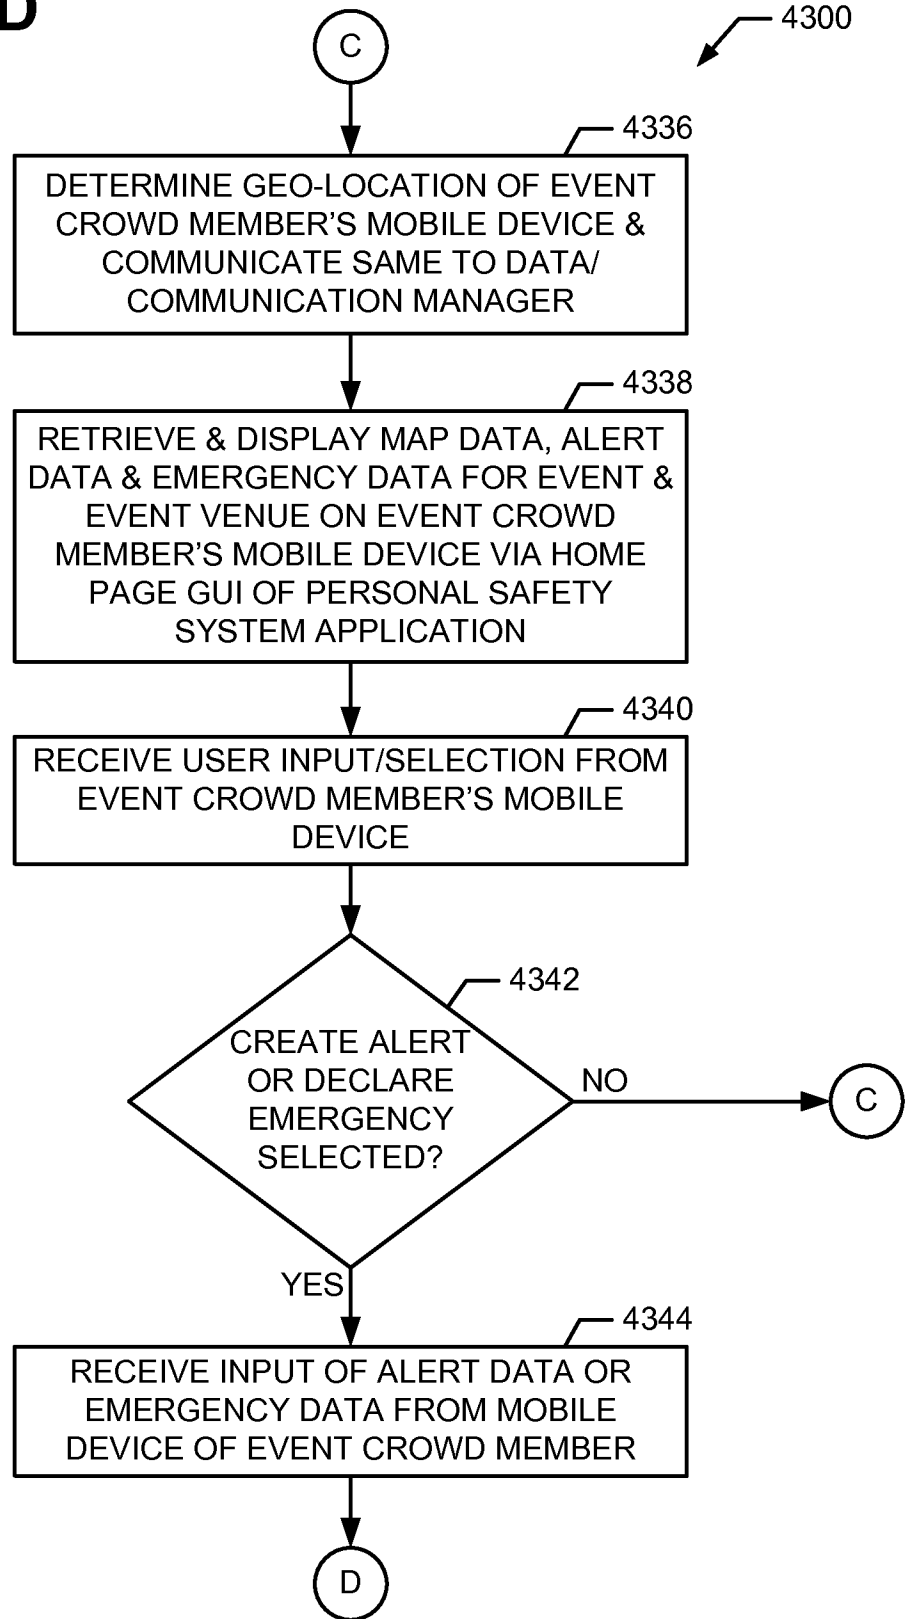 D
C
4300
4336
DETERMINE GEO-LOCATION OF EVENT
CROWD MEMBER'S MOBILE DEVICE &
COMMUNICATE SAME TO DATA/
COMMUNICATION MANAGER
4338
RETRIEVE & DISPLAY MAP DATA, ALERT
DATA & EMERGENCY DATA FOR EVENT &
EVENT VENUE ON EVENT CROWD
MEMBER'S MOBILE DEVICE VIA HOME
PAGE GUI OF PERSONAL SAFETY
SYSTEM APPLICATION
4340
RECEIVE USER INPUT/SELECTION FROM
EVENT CROWD MEMBER'S MOBILE
DEVICE
4342
CREATE ALERT
OR DECLARE
EMERGENCY
SELECTED?
NO
C
YES
4344
RECEIVE INPUT OF ALERT DATA OR
EMERGENCY DATA FROM MOBILE
DEVICE OF EVENT CROWD MEMBER
D